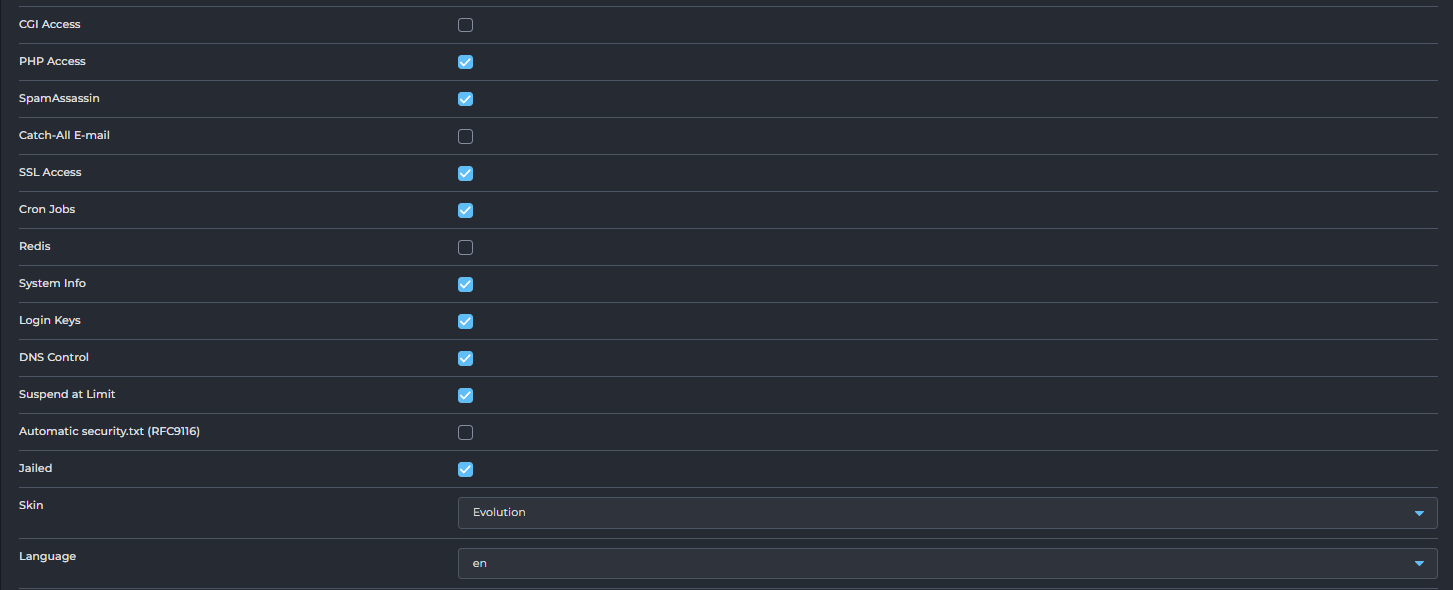 CGI Access
PHP Access
SpamAssassin
Catch-All E-mail
SSL Access
Cron Jobs
Redis
System Info
Login Keys
DNS Control
Suspend at Limit
Automatic security.txt (RFC9116)
Jailed
Skin
Evolution
Language
en